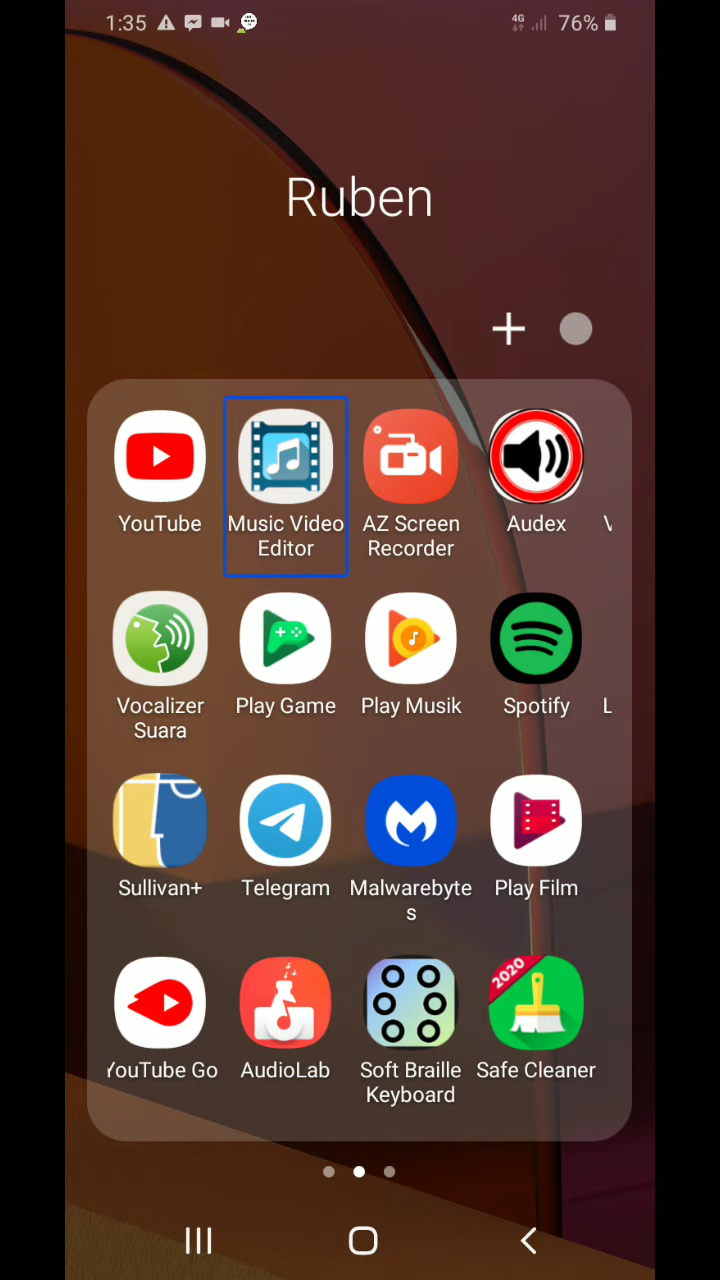 1:35
4G
76%
Ruben
YouTube
Music Video
Editor
AZ Screen
Recorder
Audex
Vocalizer
Suara
Play Game
Play Musik
Spotify
L
Sullivan+
Telegram
Malwarebyte
s
Play Film
2020
YouTube Go
AudioLab
Soft Braille
Keyboard
Safe Cleaner